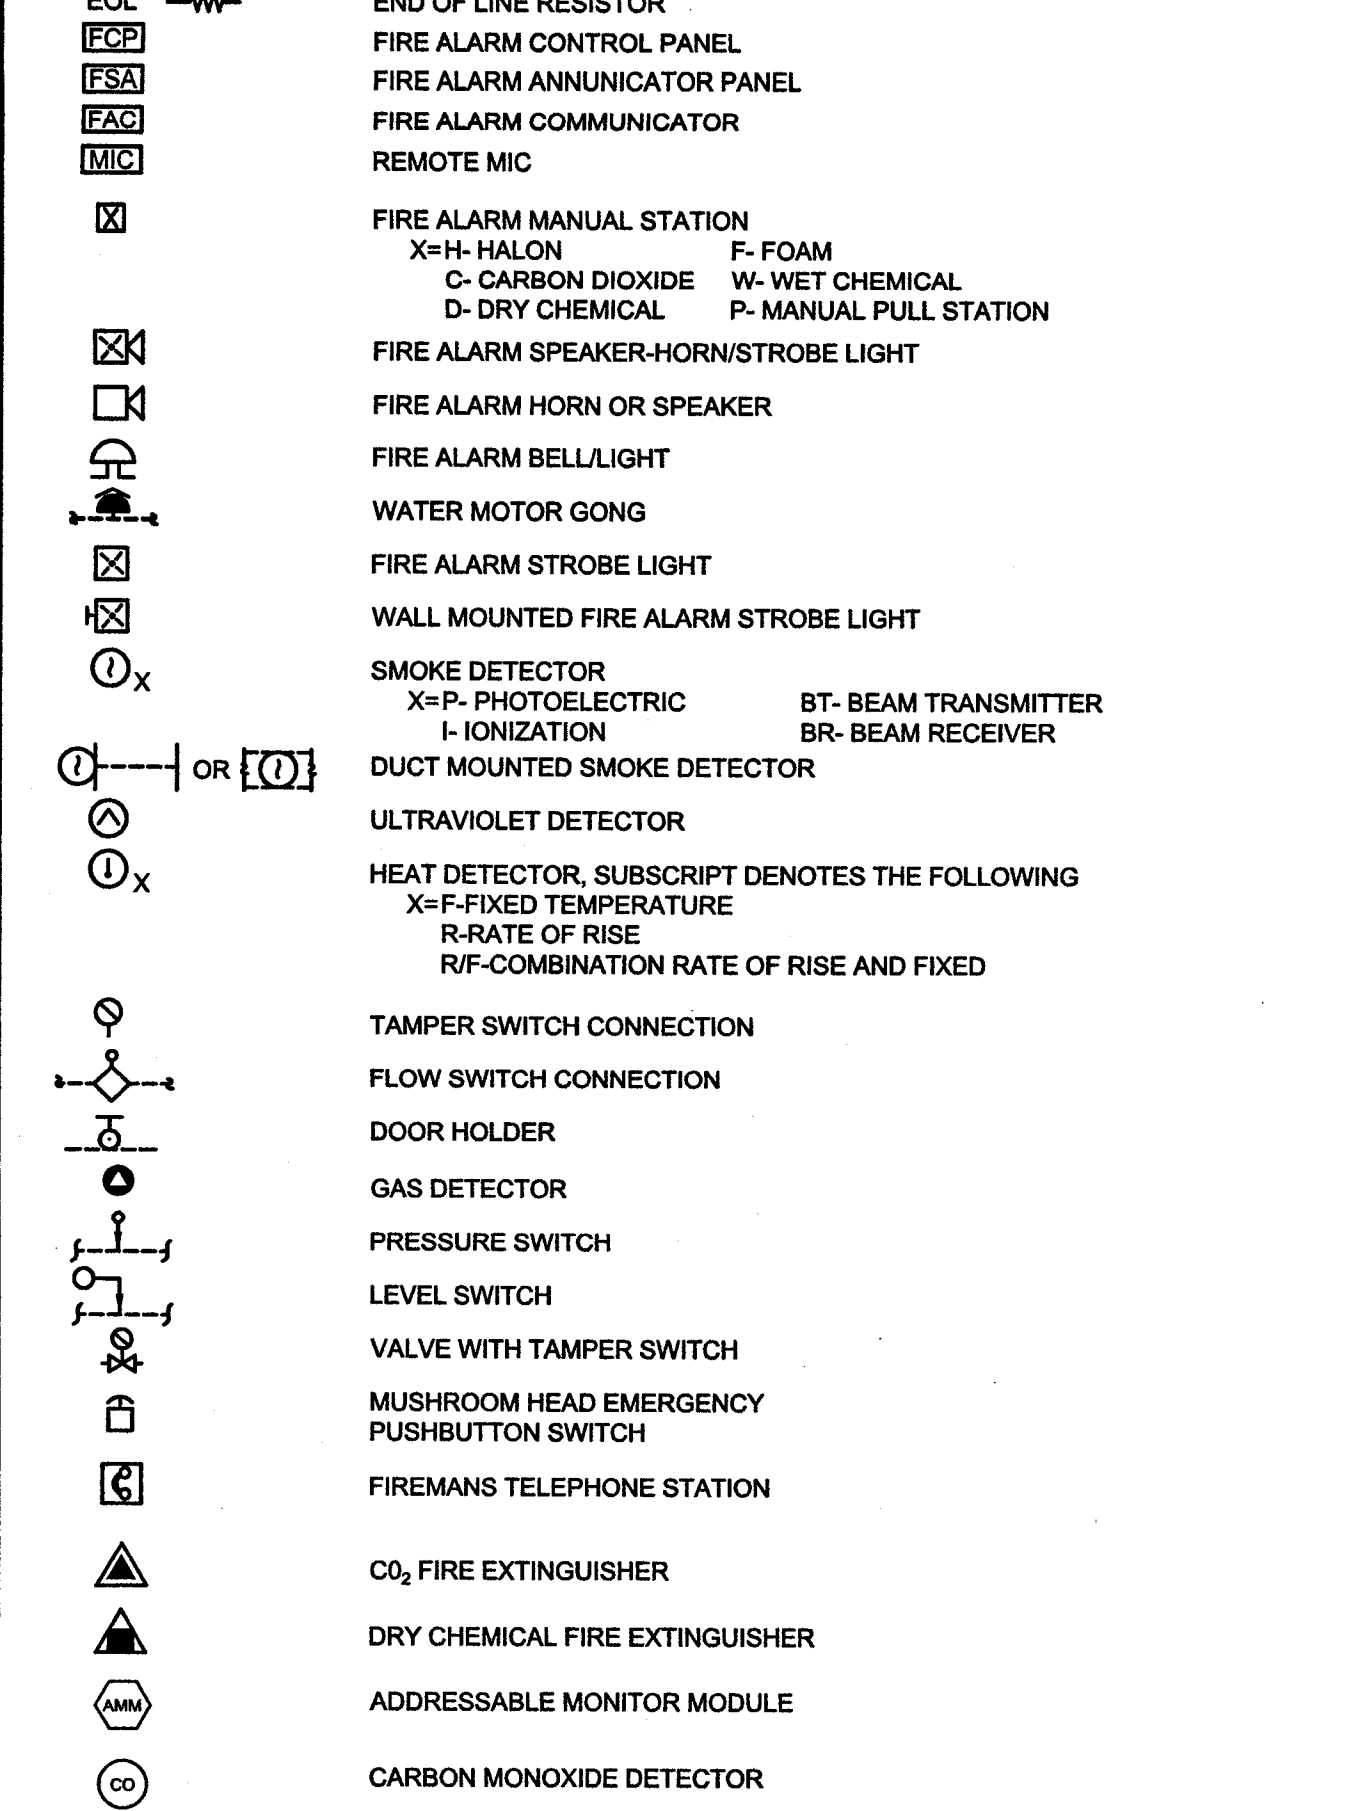 EOL END OF LINE RESISTOR
FCP FIRE ALARM CONTROL PANEL
FSA FIRE ALARM ANNUNICATOR PANEL
FAC FIRE ALARM COMMUNICATOR
MIC REMOTE MIC
X FIRE ALARM MANUAL STATION
X=H- HALON F- FOAM
C- CARBON DIOXIDE W- WET CHEMICAL
D- DRY CHEMICAL P- MANUAL PULL STATION
FIRE ALARM SPEAKER-HORN/STROBE LIGHT
FIRE ALARM HORN OR SPEAKER
FIRE ALARM BELL/LIGHT
WATER MOTOR GONG
FIRE ALARM STROBE LIGHT
WALL MOUNTED FIRE ALARM STROBE LIGHT
X SMOKE DETECTOR
X=P- PHOTOELECTRIC BT- BEAM TRANSMITTER
I- IONIZATION BR- BEAM RECEIVER
OR DUCT MOUNTED SMOKE DETECTOR
ULTRAVIOLET DETECTOR
X HEAT DETECTOR, SUBSCRIPT DENOTES THE FOLLOWING
X=F-FIXED TEMPERATURE
R-RATE OF RISE
R/F-COMBINATION RATE OF RISE AND FIXED
TAMPER SWITCH CONNECTION
FLOW SWITCH CONNECTION
DOOR HOLDER
GAS DETECTOR
PRESSURE SWITCH
LEVEL SWITCH
VALVE WITH TAMPER SWITCH
MUSHROOM HEAD EMERGENCY
PUSHBUTTON SWITCH
FIREMANS TELEPHONE STATION
C0₂ FIRE EXTINGUISHER
DRY CHEMICAL FIRE EXTINGUISHER
AMM ADDRESSABLE MONITOR MODULE
CO CARBON MONOXIDE DETECTOR